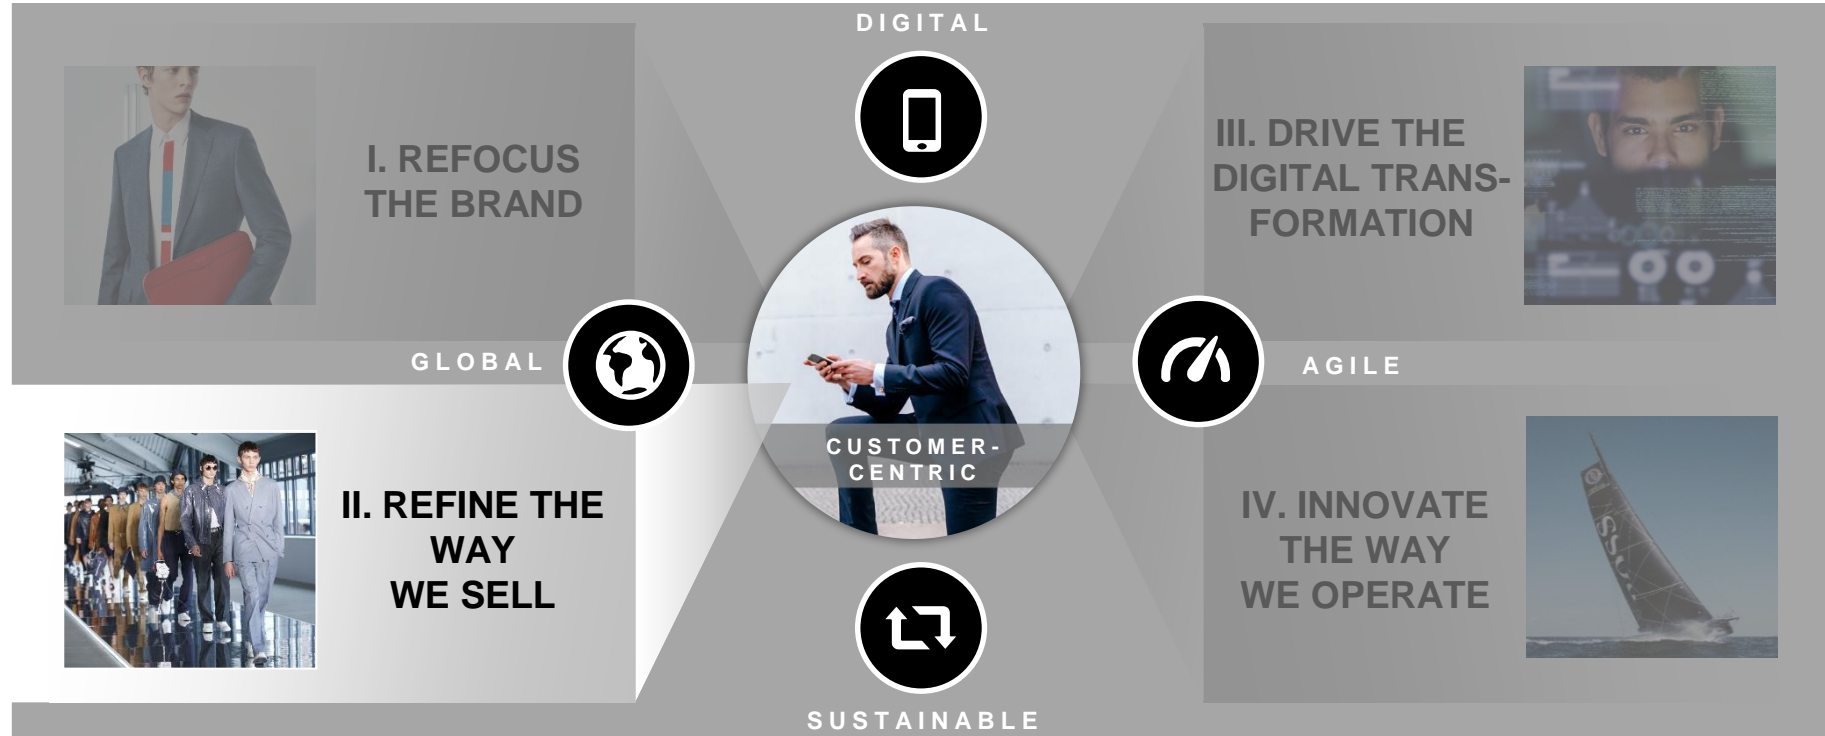 DIGITAL
I. REFOCUS
THE BRAND
III. DRIVE THE
DIGITAL TRANS-
FORMATION
GLOBAL
AGILE
CUSTOMER-
CENTRIC
II. REFINE THE
WAY
WE SELL
IV. INNOVATE
THE WAY
WE OPERATE
SUSTAINABLE